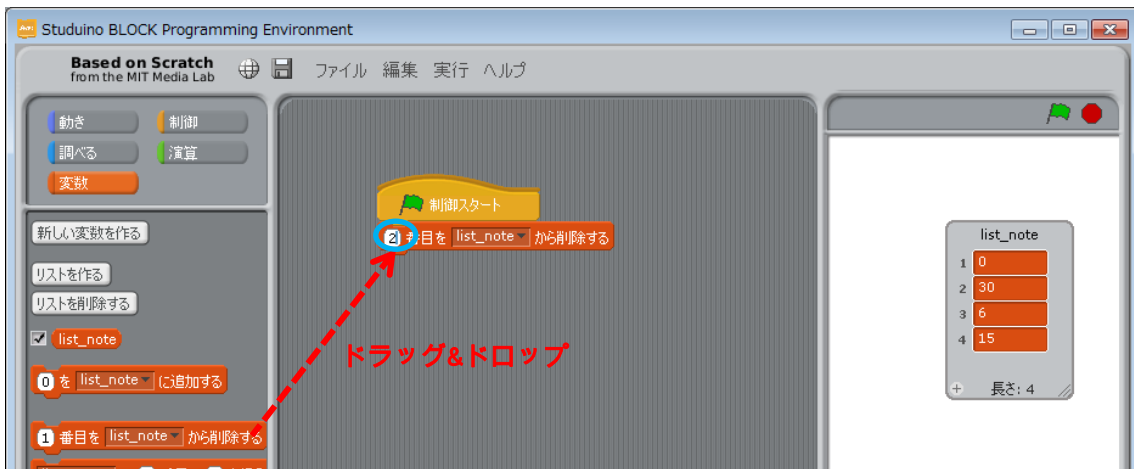 Studuino BLOCK Programming Environment
Based on Scratch
from the MIT Media Lab
ファイル 編集 実行 ヘルプ
動き 制御
調べる 演算
変数
新しい変数を作る
リストを作る
リストを削除する
list_note
0 を list_note に追加する
1 番目を list_note から削除する
制御スタート
2 番目を list_note から削除する
ドラッグ&ドロップ
list_note
1 0
2 30
3 6
4 15
+ 長さ: 4